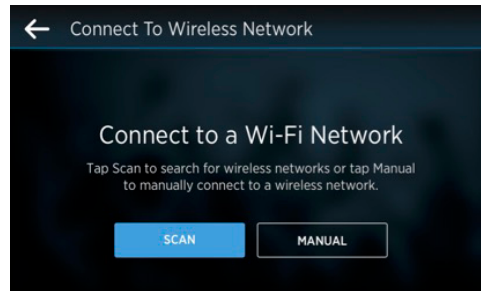 Connect To Wireless Network
Connect to a Wi-Fi Network
Tap Scan to search for wireless networks or tap Manual
to manually connect to a wireless network.
SCAN
MANUAL